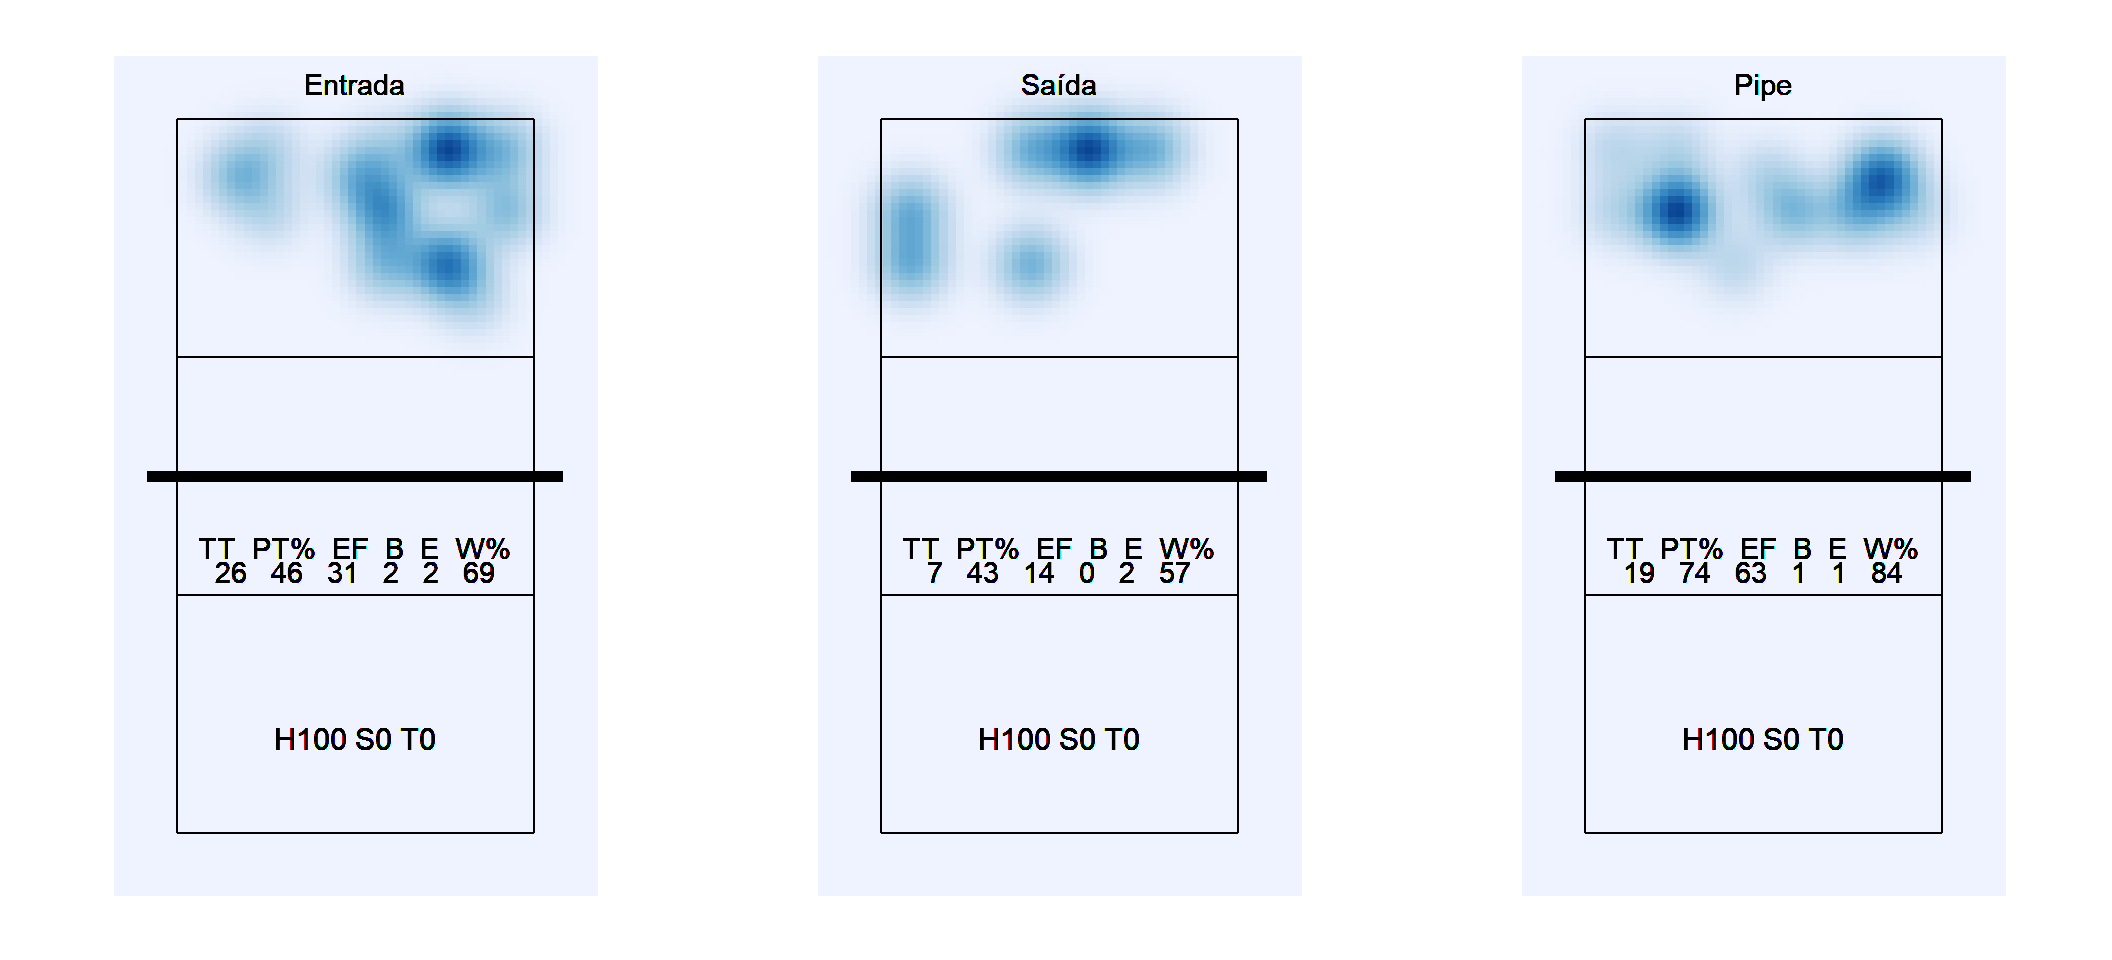 Entrada
TT PT% EF B E W%
26 46 31 2 2 69
H100 S0 T0
Saída
TT PT% EF B E W%
7 43 14 0 2 57
H100 S0 T0
Pipe
TT PT% EF B E W%
19 74 63 1 1 84
H100 S0 T0